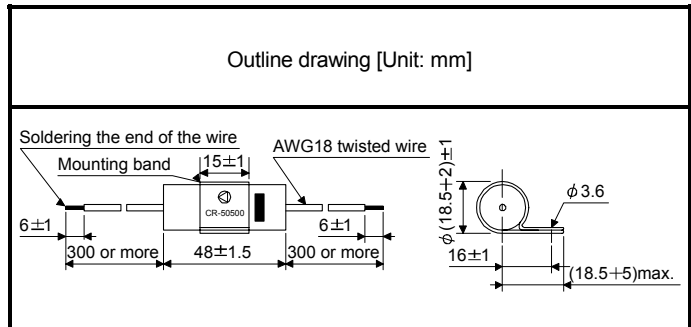 Outline drawing [Unit: mm]
Soldering the end of the wire
Mounting band
15±1
AWG18 twisted wire
CR-50500
6±1
300 or more
48±1.5
6±1
300 or more
φ(18.5+2)±1
φ3.6
16±1
(18.5+5)max.